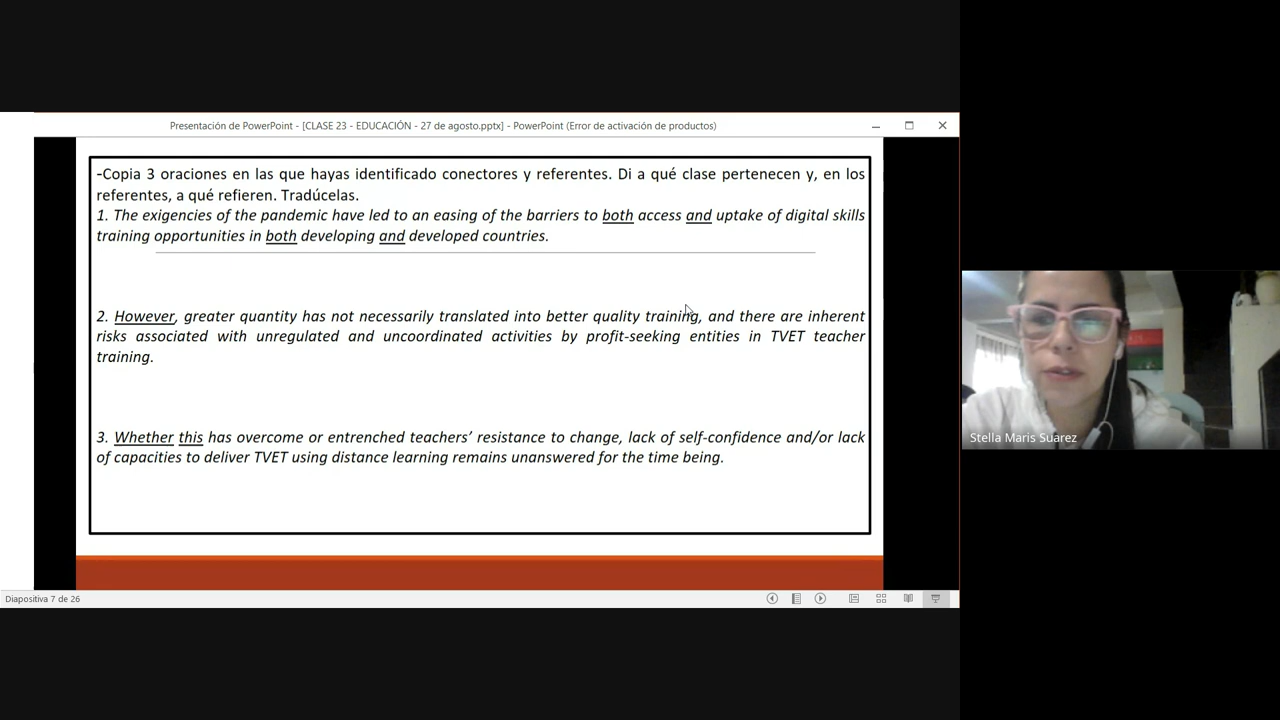 Presentación de PowerPoint - [CLASE 23 - EDUCACIÓN - 27 de agosto.pptx] - PowerPoint (Error de activación de productos)
-Copia 3 oraciones en las que hayas identificado conectores y referentes. Di a qué clase pertenecen y, en los
referentes, a qué refieren. Tradúcelas.
1. The exigencies of the pandemic have led to an easing of the barriers to both access and uptake of digital skills
training opportunities in both developing and developed countries.
2. However, greater quantity has not necessarily translated into better quality training, and there are inherent
risks associated with unregulated and uncoordinated activities by profit-seeking entities in TVET teacher
training.
3. Whether this has overcome or entrenched teachers' resistance to change, lack of self-confidence and/or lack
of capacities to deliver TVET using distance learning remains unanswered for the time being.
Stella Maris Suarez
Diapositiva 7 de 26